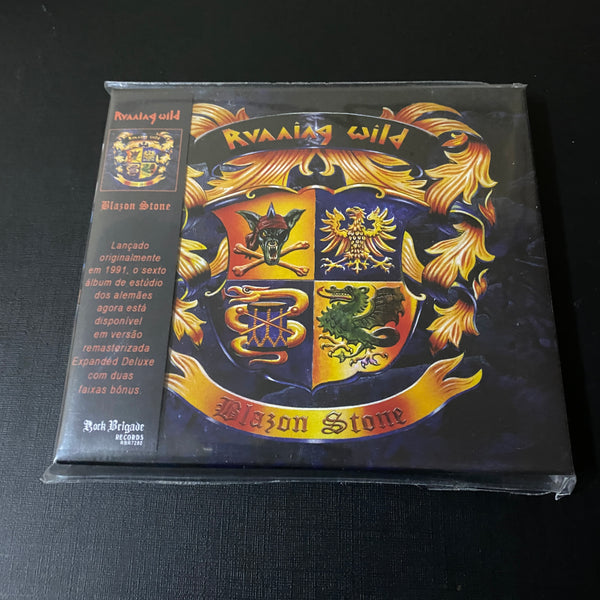 Running Wild
Blazon Stone
Lançado
originalmente
em 1991, o sexto
álbum de estúdio
dos alemães
agora está
disponível
em versão
remasterizada
Expanded Deluxe
com duas
faixas bônus.
Rock Brigade
RECORDS
RBR7280
Running Wild
Blazon Stone